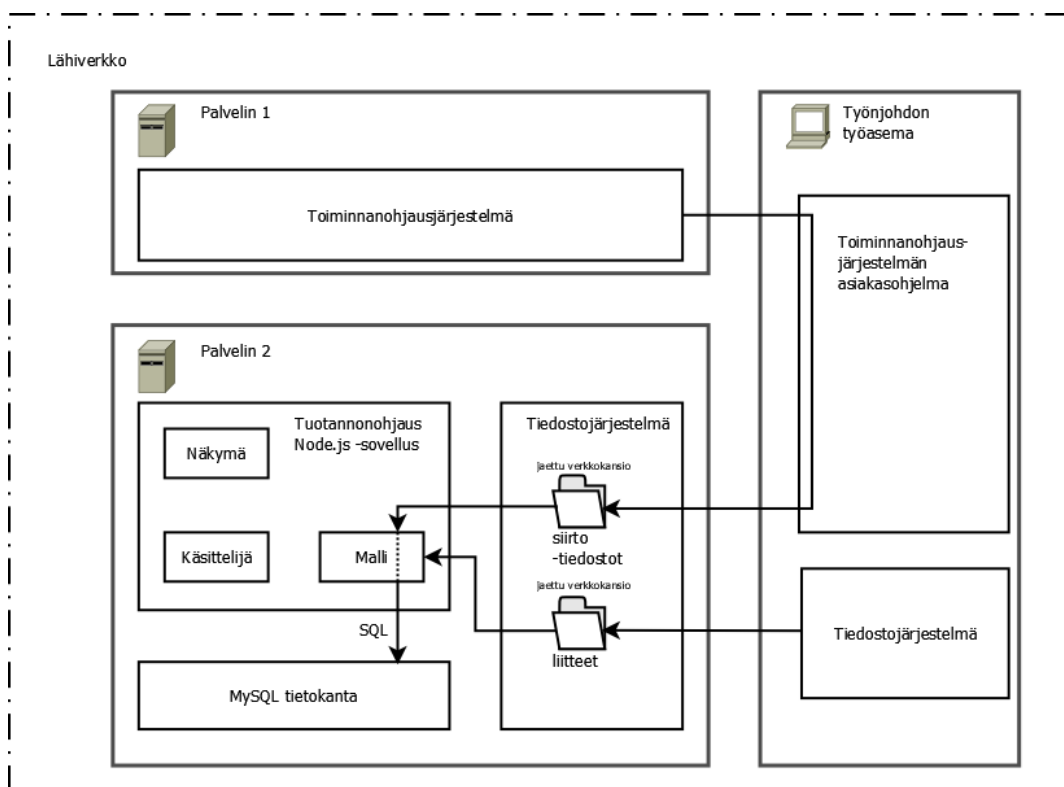 Lähiverkko
Palvelin 1
Toiminnanohjausjärjestelmä
Työnjohdon
työasema
Toiminnanohjaus-
järjestelmän
asiakasohjelma
Palvelin 2
Tuotannonohjaus
Node.js -sovellus
Näkymä
Käsittelijä
Malli
SQL
MySQL tietokanta
Tiedostojärjestelmä
jaettu verkkokansio
siirto
-tiedostot
jaettu verkkokansio
liitteet
Tiedostojärjestelmä